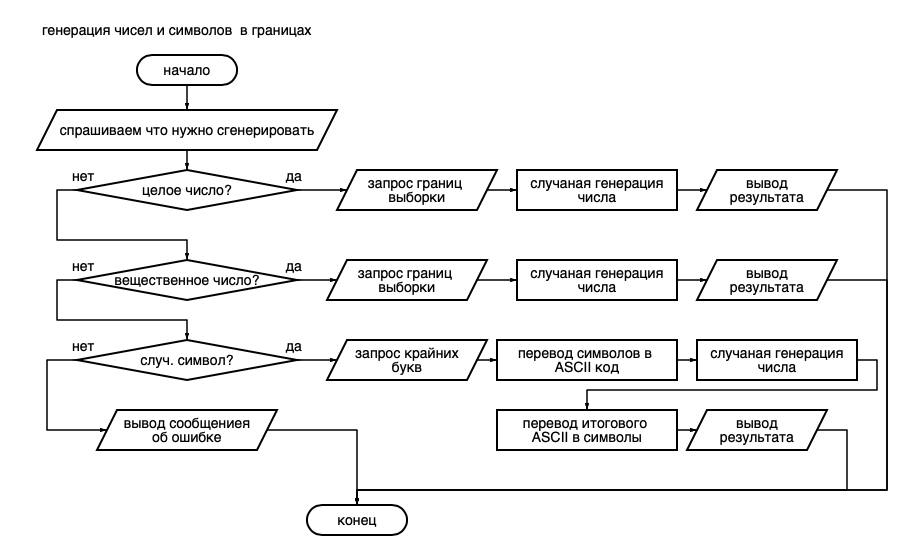 генерация чисел и символов в границах
начало
спрашиваем что нужно сгенерировать
нет
да
целое число?
запрос границ
выборки
случаная генерация
числа
вывод
результата
нет
да
вещественное число?
запрос границ
выборки
случаная генерация
числа
вывод
результата
нет
да
случ. символ?
запрос крайних
букв
перевод символов в
ASCII код
случаная генерация
числа
вывод сообщениея
об ошибке
перевод итогового
ASCII в символы
вывод
результата
конец